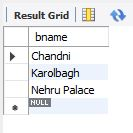 Result Grid
bname
Chandni
Karolbagh
Nehru Palace
NULL